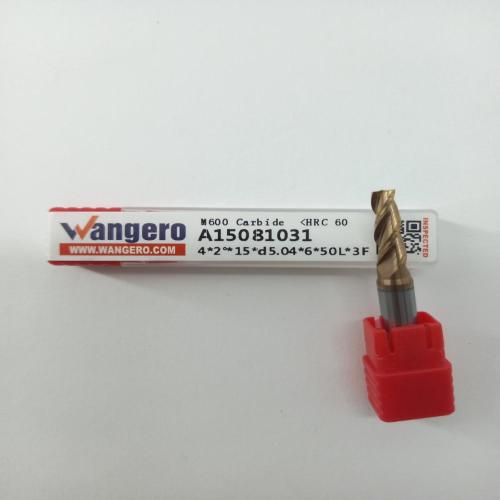 Wangero
WWW.WANGERO.COM
M600 Carbide <HRC 60
A15081031
4*2°*15*d5.04*6*50L*3F
INSPECTED